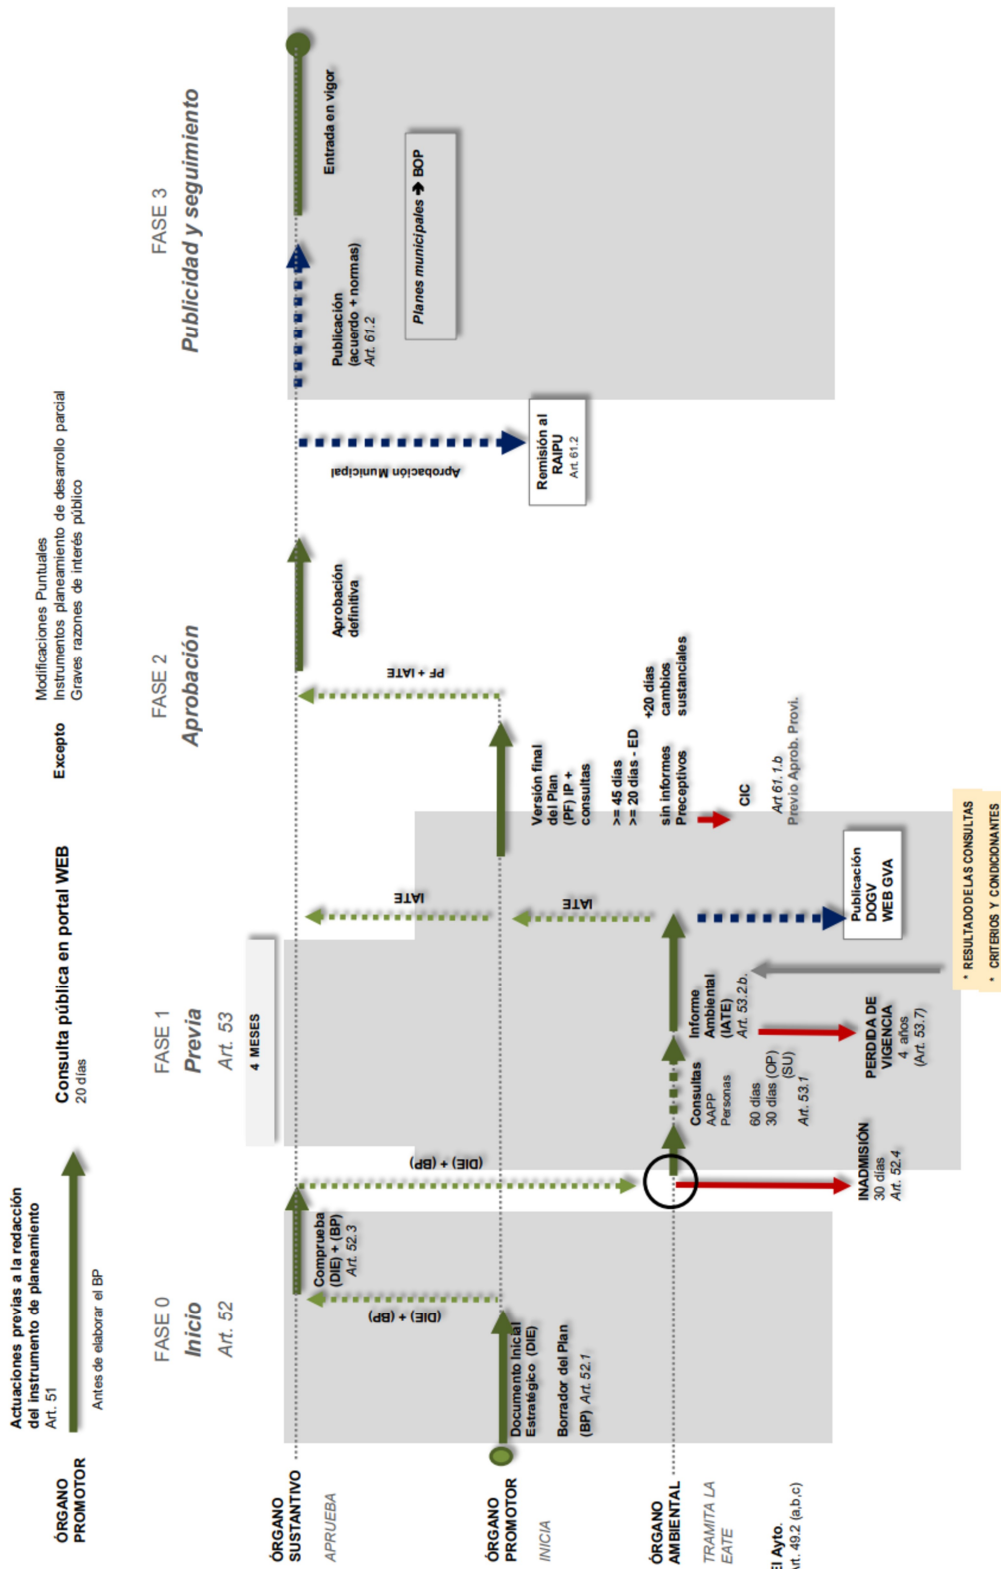 ÓRGANO
PROMOTOR
Actuaciones previas a la redacción
del instrumento de planeamiento
Art. 51
Antes de elaborar el BP
Consulta pública en portal WEB
20 días
Excepto
Modificaciones Puntuales
Instrumentos planeamiento de desarrollo parcial
Graves razones de interés público
FASE 0
Inicio
Art. 52
FASE 1
Previa
Art. 53
4 MESES
FASE 2
Aprobación
FASE 3
Publicidad y seguimiento
ÓRGANO
SUSTANTIVO
APRUEBA
Comprueba
(DIE) + (BP)
Art. 52.3
(DIE) + (BP)
(DIE) + (BP)
IATE
IATE
PF + IATE
Aprobación
definitiva
Aprobación Municipal
Remisión al
RAIPU
Art. 61.2
Publicación
(acuerdo + normas)
Art. 61.2
Entrada en vigor
Planes municipales → BOP
ÓRGANO
PROMOTOR
INICIA
Documento Inicial
Estratégico (DIE)
Borrador del Plan
(BP) Art. 52.1
Versión final
del Plan
(PF) IP +
consultas
>= 45 días
>= 20 días - ED
sin informes
Preceptivos
+20 días
cambios
sustanciales
CIC
Art 61.1.b
Previo Aprob. Provi.
ÓRGANO
AMBIENTAL
TRAMITA LA
EATE
El Ayto.
Art. 49.2 (a,b,c)
INADMISIÓN
30 días
Art. 52.4
Consultas
AAPP
Personas
60 días
30 días (OP)
(SU)
Art. 53.1
Informe
Ambiental
(IATE)
Art. 53.2.b.
PERDIDA DE
VIGENCIA
4 años
(Art. 53.7)
Publicación
DOGV
WEB GVA
* RESULTADO DE LAS CONSULTAS
* CRITERIOS Y CONDICIONANTES